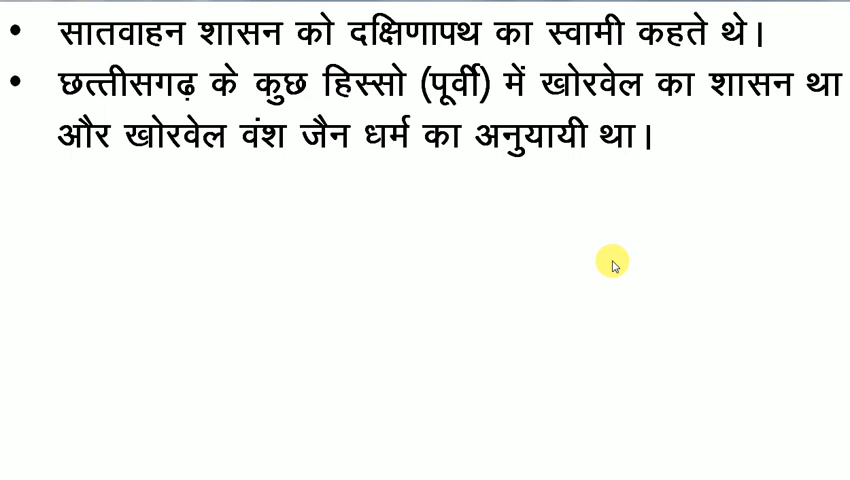 • सातवाहन शासन को दक्षिणापथ का स्वामी कहते थे।
• छत्तीसगढ़ के कुछ हिस्सो (पूर्वी) में खोरवेल का शासन था
और खोरवेल वंश जैन धर्म का अनुयायी था।